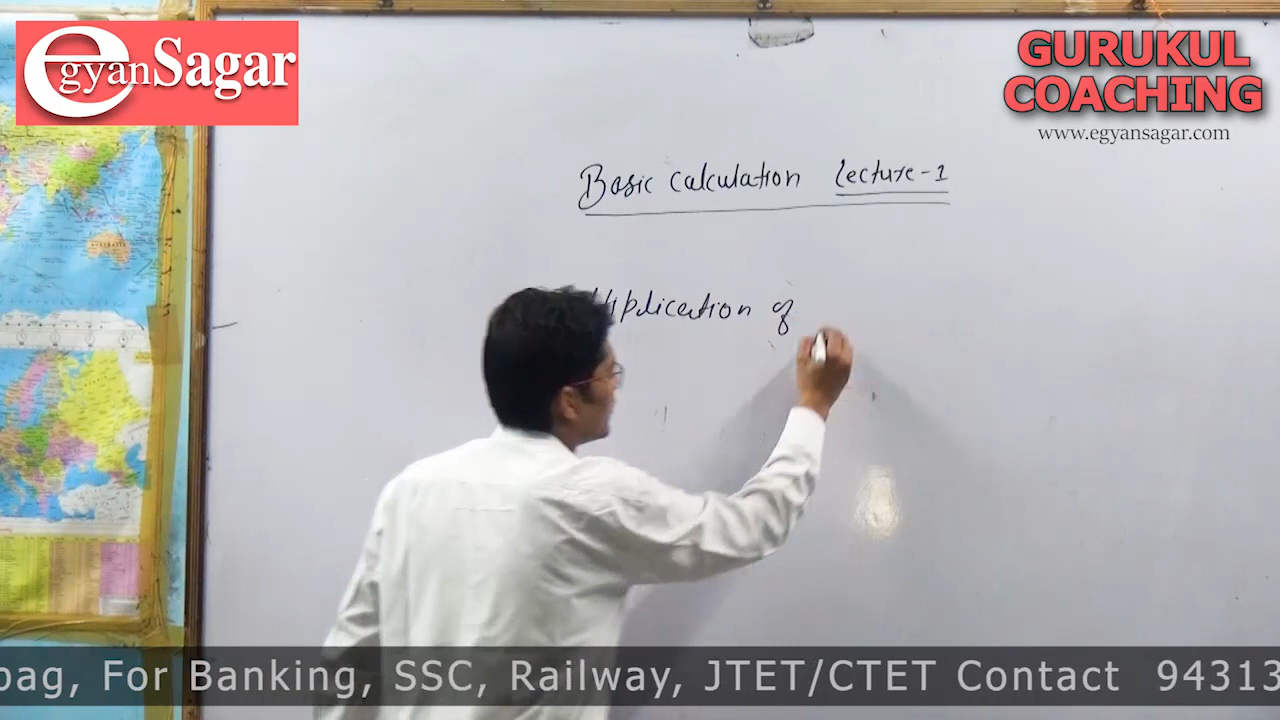 egyanSagar
GURUKUL
COACHING
www.egyansagar.com
Basic calculation Lecture-1
Application of
bag, For Banking, SSC, Railway, JTET/CTET Contact 94313